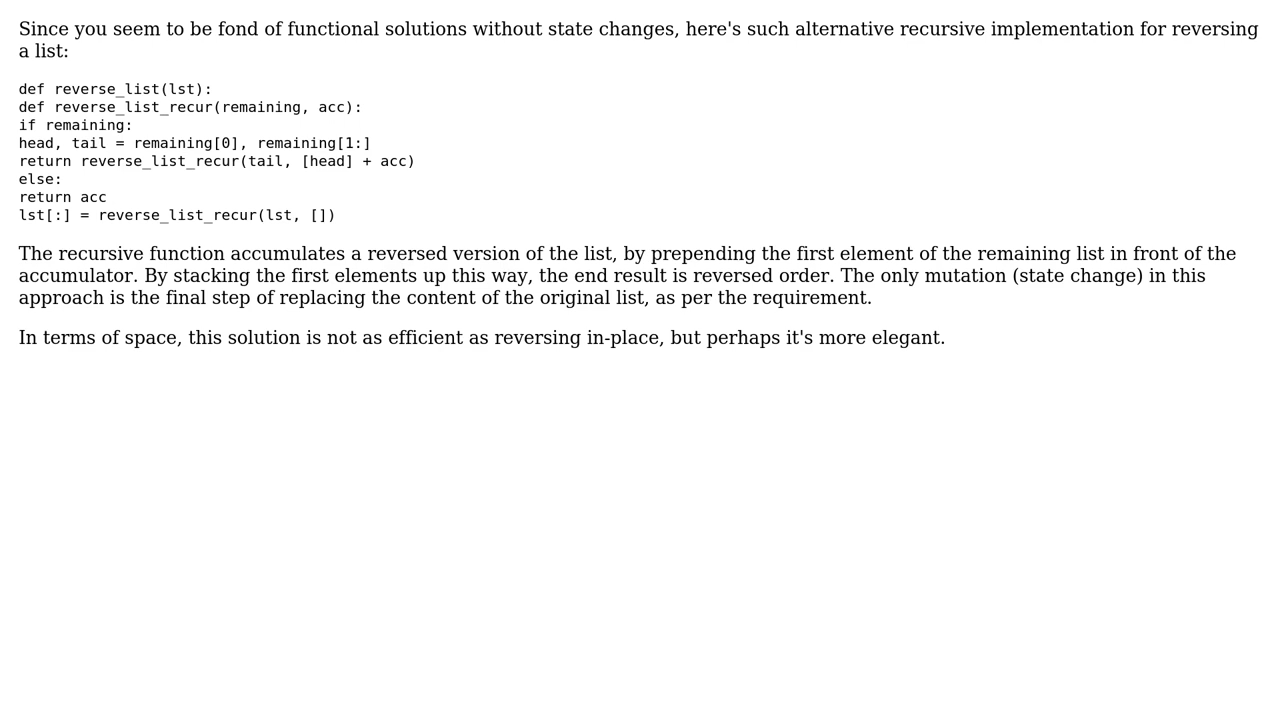 Since you seem to be fond of functional solutions without state changes, here's such alternative recursive implementation for reversing
a list:
def reverse_list(lst):
def reverse_list_recur(remaining, acc):
if remaining:
head, tail = remaining[0], remaining[1:]
return reverse_list_recur(tail, [head] + acc)
else:
return acc
lst[:] = reverse_list_recur(lst, [])
The recursive function accumulates a reversed version of the list, by prepending the first element of the remaining list in front of the
accumulator. By stacking the first elements up this way, the end result is reversed order. The only mutation (state change) in this
approach is the final step of replacing the content of the original list, as per the requirement.
In terms of space, this solution is not as efficient as reversing in-place, but perhaps it's more elegant.